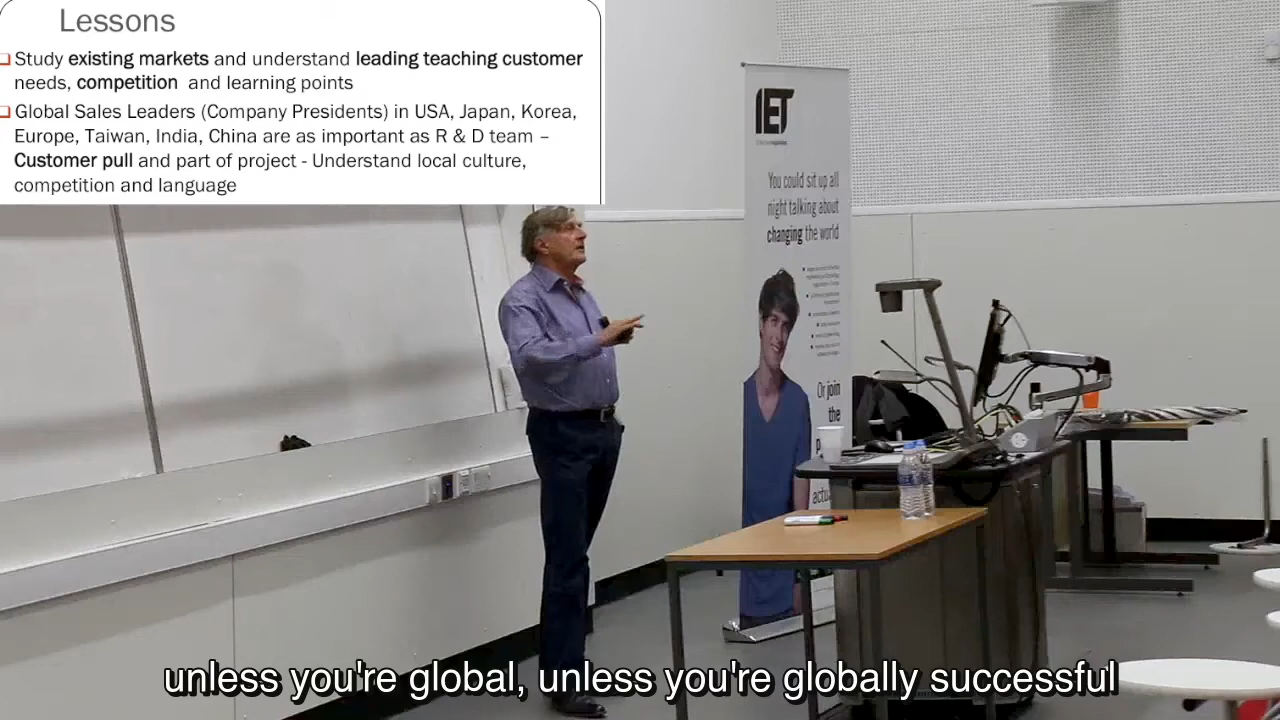 Lessons
Study existing markets and understand leading teaching customer
needs, competition and learning points
Global Sales Leaders (Company Presidents) in USA, Japan, Korea,
Europe, Taiwan, India, China are as important as R & D team –
Customer pull and part of project - Understand local culture,
competition and language
IET
You could sit up all
night talking about
changing the world
Or join
the
unless you're global, unless you're globally successful